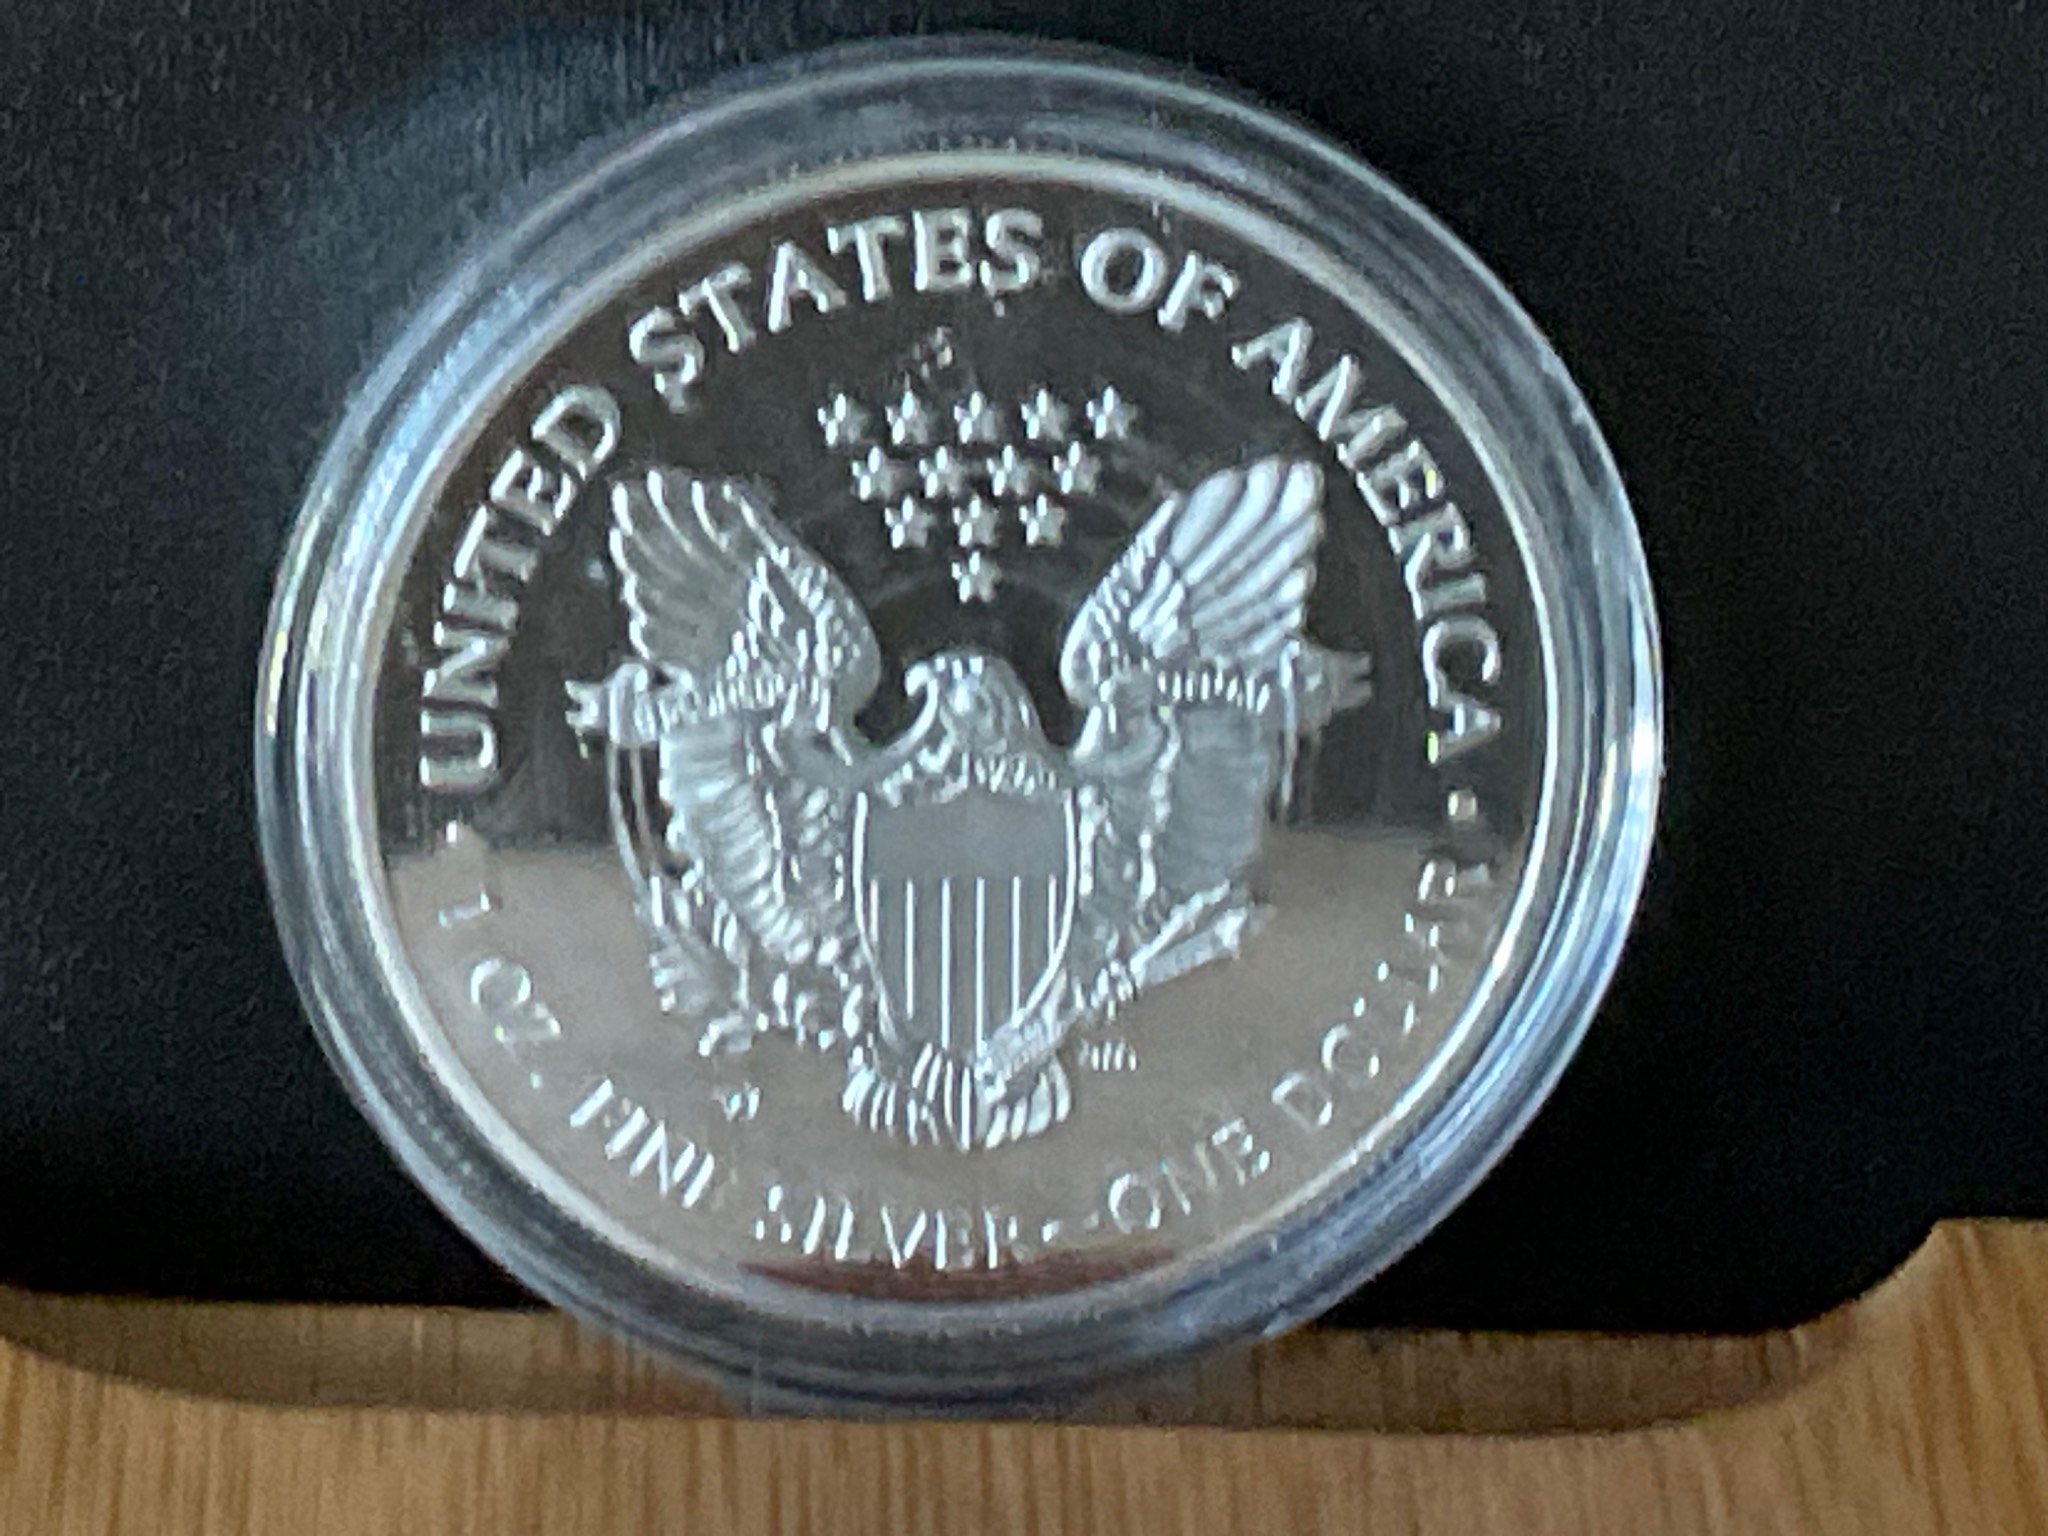 UNITED STATES OF AMERICA
1 OZ. FINE SILVER~ONE DOLLAR